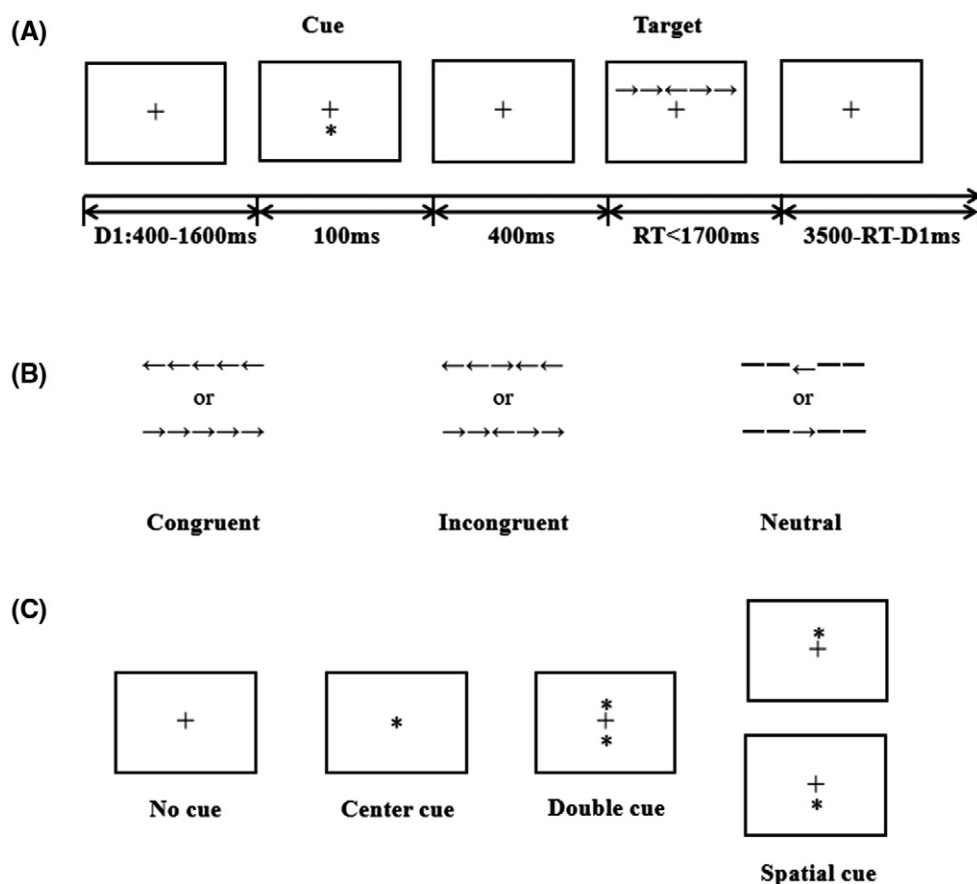 (A)
Cue Target
+ + + →→←→→ +
* +
D1:400-1600ms 100ms 400ms RT<1700ms 3500-RT-D1ms
(B)
←←←←← ←←→←← ——←——
or or or
→→→→→ →→←→→ ——→——
Congruent Incongruent Neutral
(C)
+ * * *
+ +
* +
*
No cue Center cue Double cue
Spatial cue